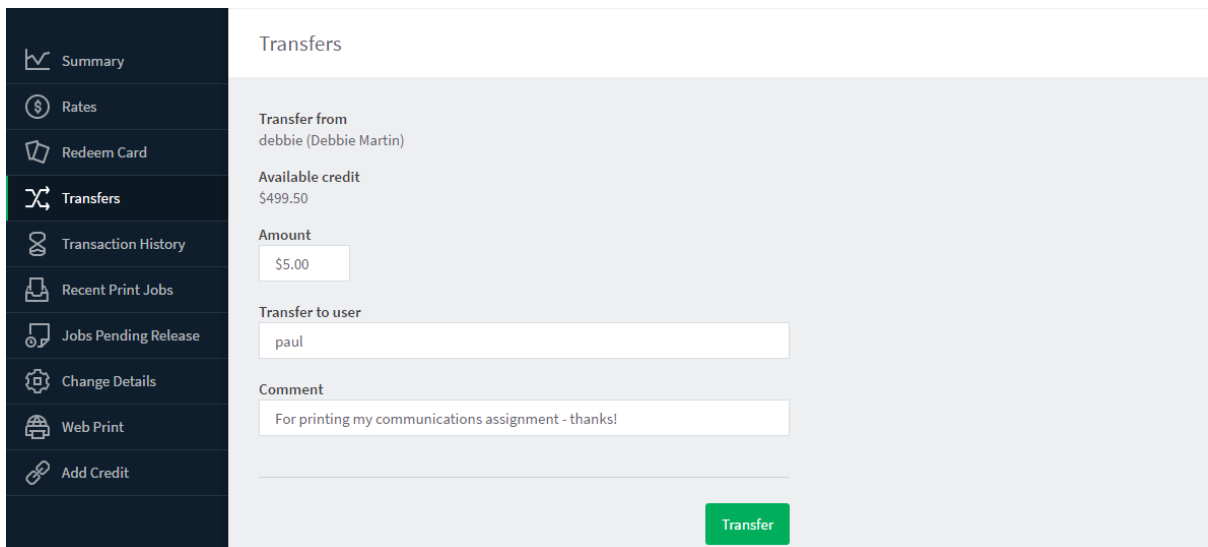 Summary
Rates
Redeem Card
Transfers
Transaction History
Recent Print Jobs
Jobs Pending Release
Change Details
Web Print
Add Credit
Transfers
Transfer from
debbie (Debbie Martin)
Available credit
$499.50
Amount
$5.00
Transfer to user
paul
Comment
For printing my communications assignment - thanks!
Transfer